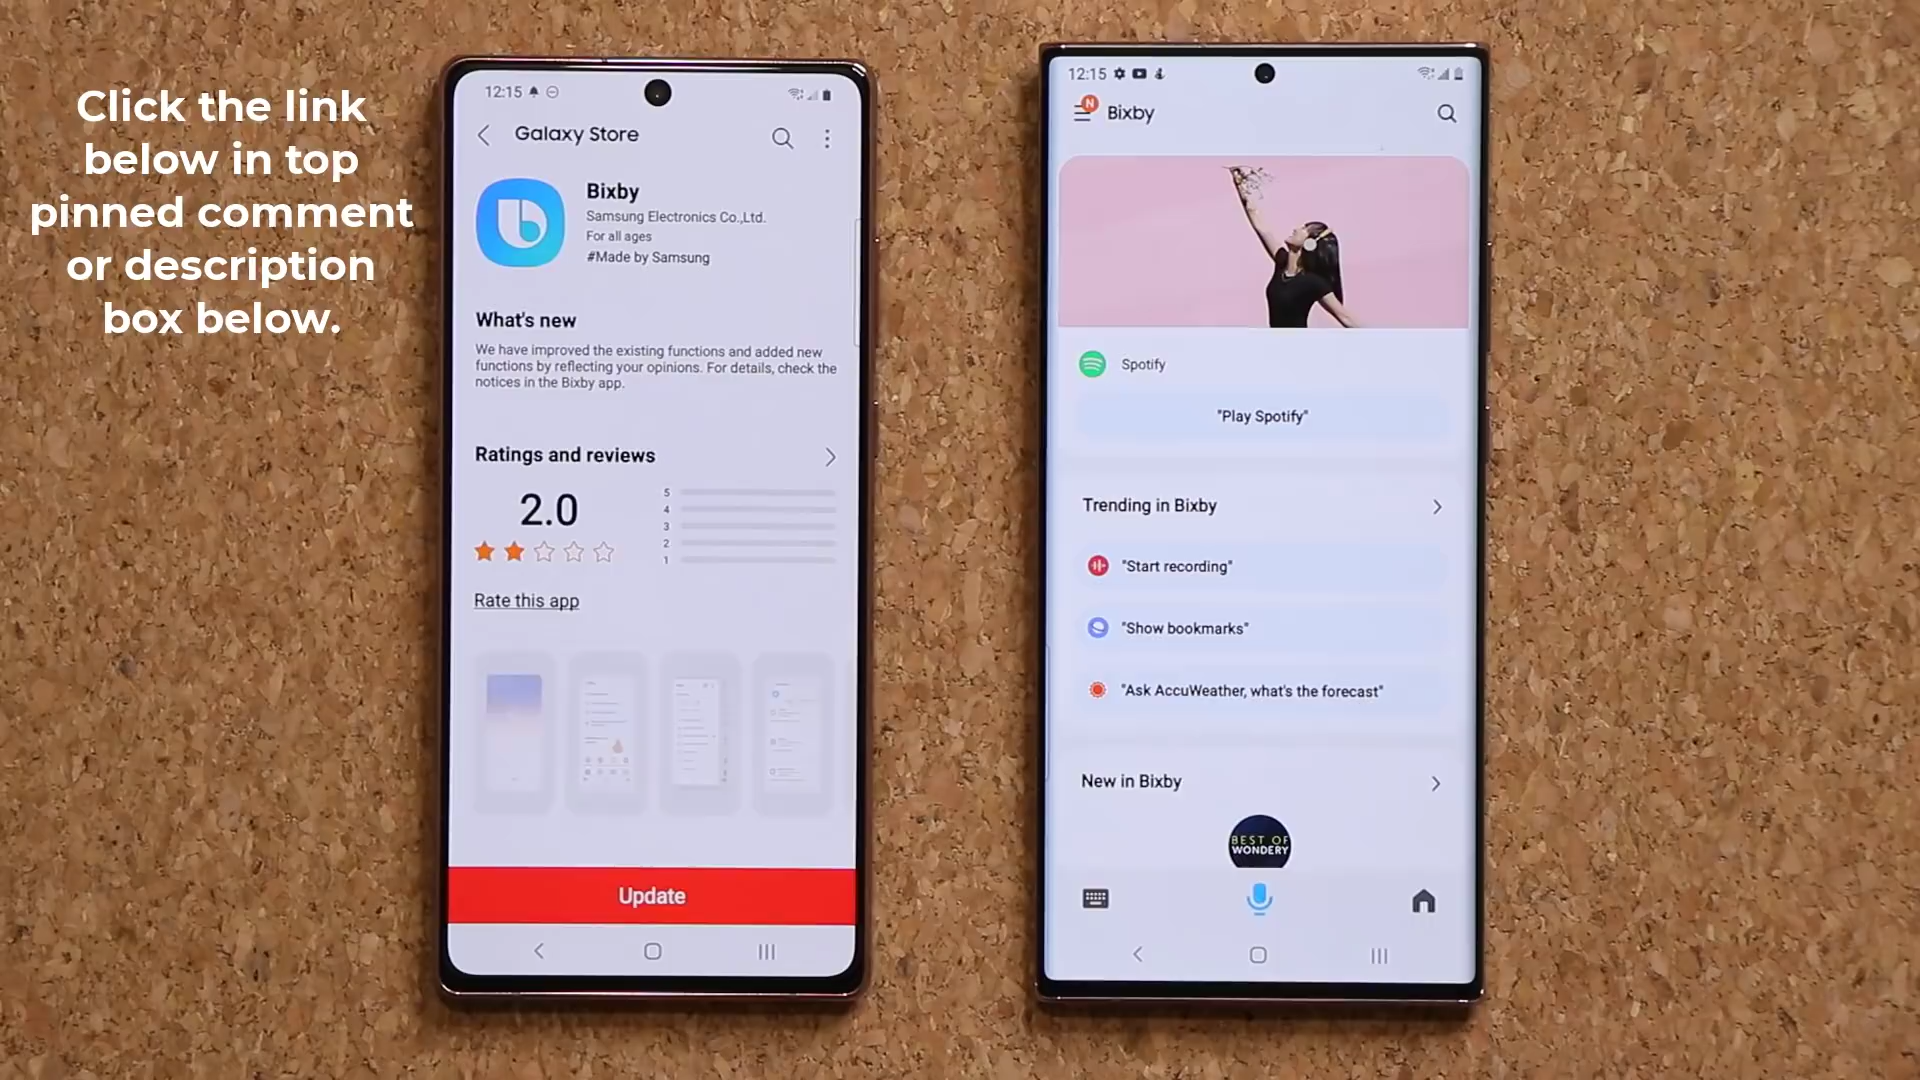 Click the link
below in top
pinned comment
or description
box below.
12:15
Galaxy Store
Bixby
Samsung Electronics Co.,Ltd.
For all ages
#Made by Samsung
What's new
We have improved the existing functions and added new
functions by reflecting your opinions. For details, check the
notices in the Bixby app.
Ratings and reviews
2.0
5
4
3
2
1
Rate this app
Update
12:15
N
Bixby
Spotify
"Play Spotify"
Trending in Bixby
"Start recording"
"Show bookmarks"
"Ask AccuWeather, what's the forecast"
New in Bixby
BEST OF
WONDERY